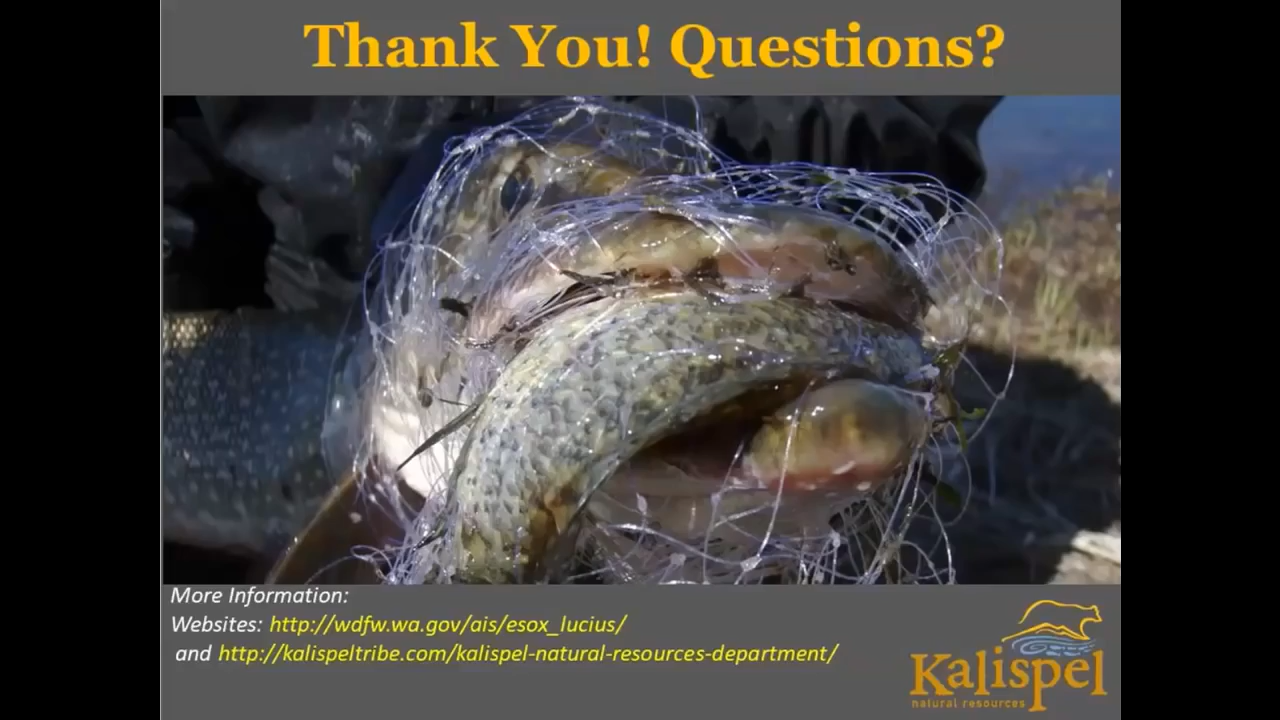 Thank You! Questions?
More Information:
Websites: http://wdfw.wa.gov/ais/esox_lucius/
and http://kalispeltribe.com/kalispel-natural-resources-department/
Kalispel
natural resources